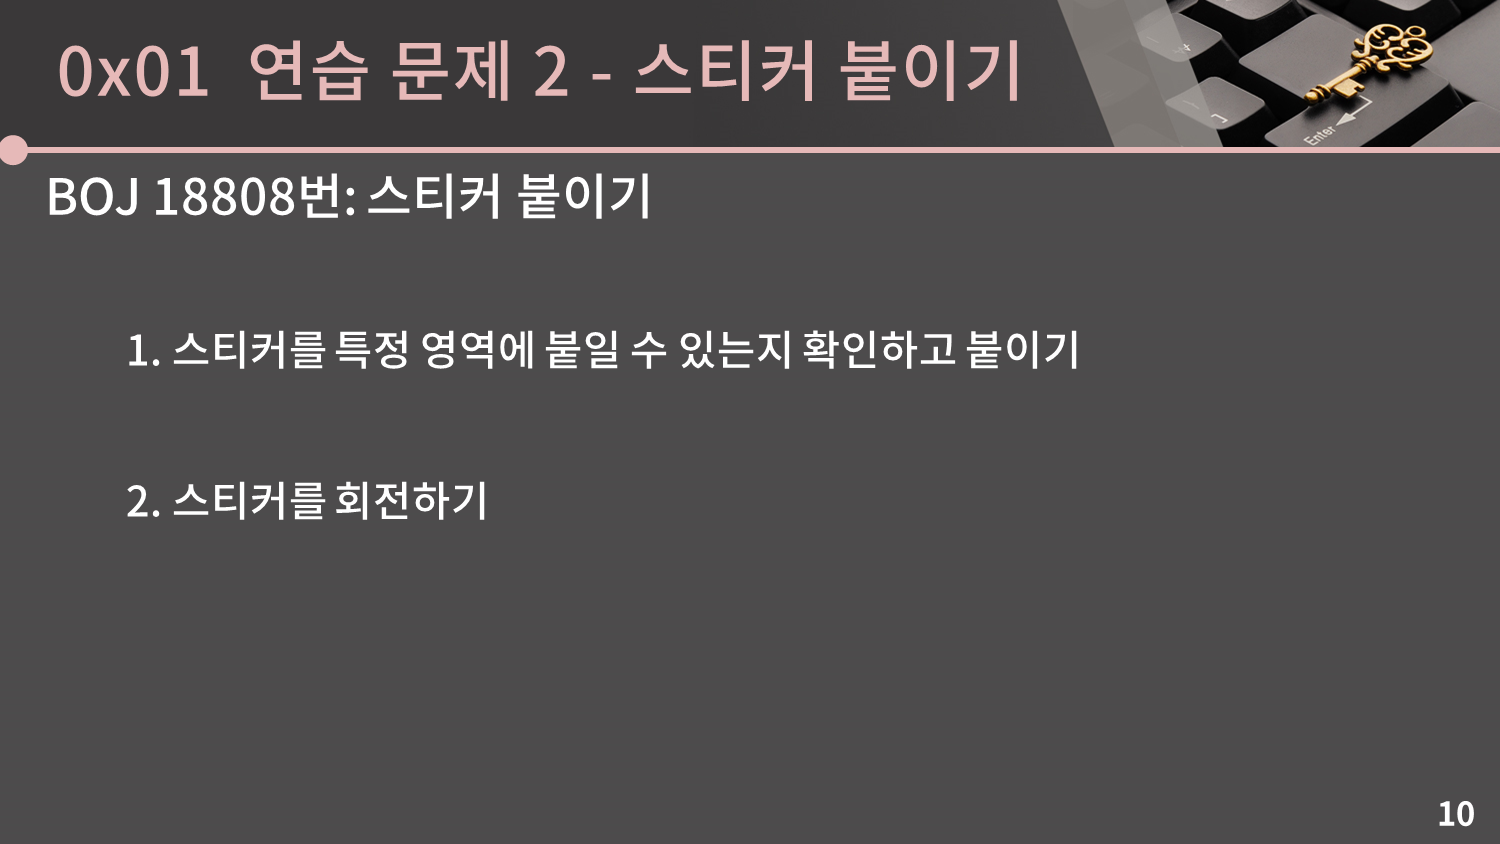 0x01 연습 문제 2 - 스티커 붙이기
Enter
BOJ 18808번: 스티커 붙이기
1. 스티커를 특정 영역에 붙일 수 있는지 확인하고 붙이기
2. 스티커를 회전하기
10